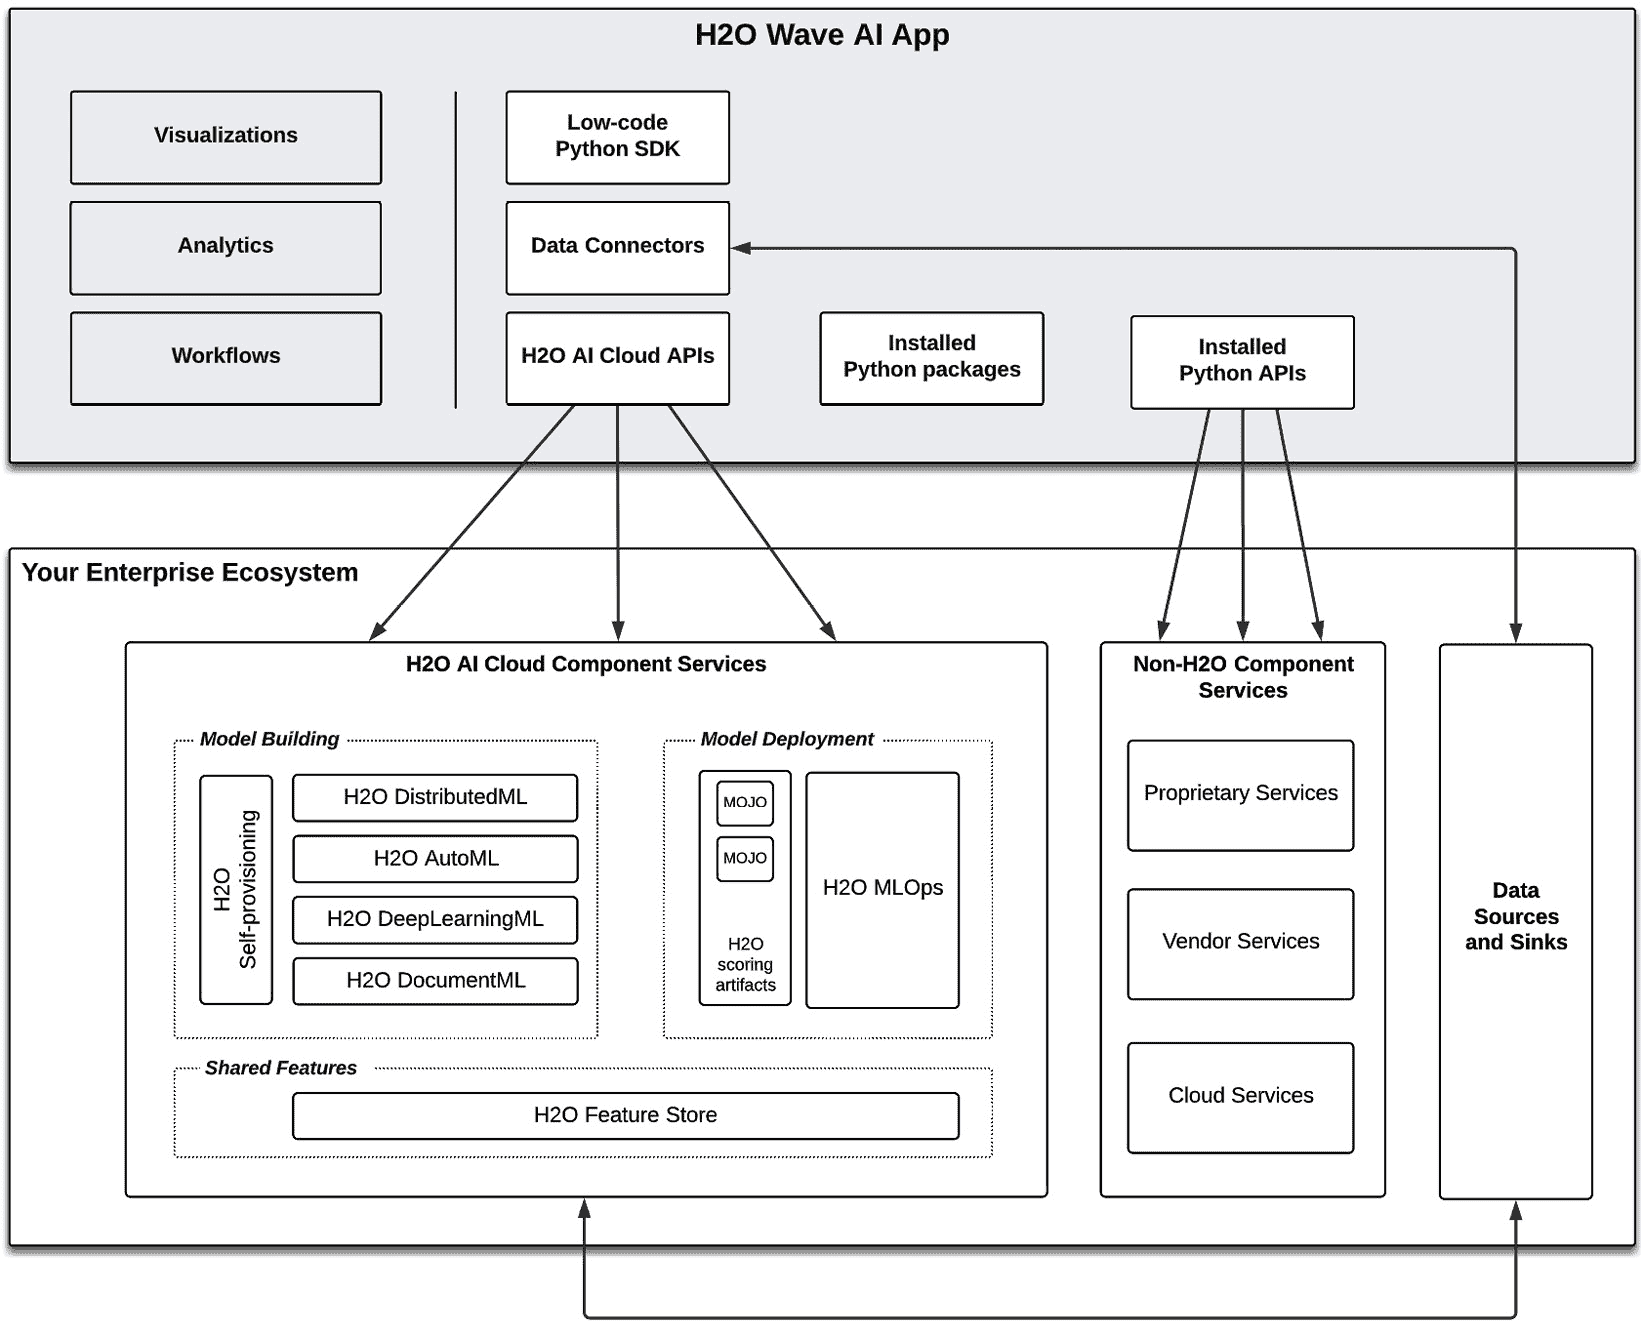 H2O Wave AI App
Visualizations
Analytics
Workflows
Low-code
Python SDK
Data Connectors
H2O AI Cloud APIs
Installed
Python packages
Installed
Python APIs
Your Enterprise Ecosystem
H2O AI Cloud Component Services
Model Building
H2O
Self-provisioning
H2O DistributedML
H2O AutoML
H2O DeepLearningML
H2O DocumentML
Model Deployment
MOJO
MOJO
H2O
scoring
artifacts
H2O MLOps
Shared Features
H2O Feature Store
Non-H2O Component
Services
Proprietary Services
Vendor Services
Cloud Services
Data
Sources
and Sinks